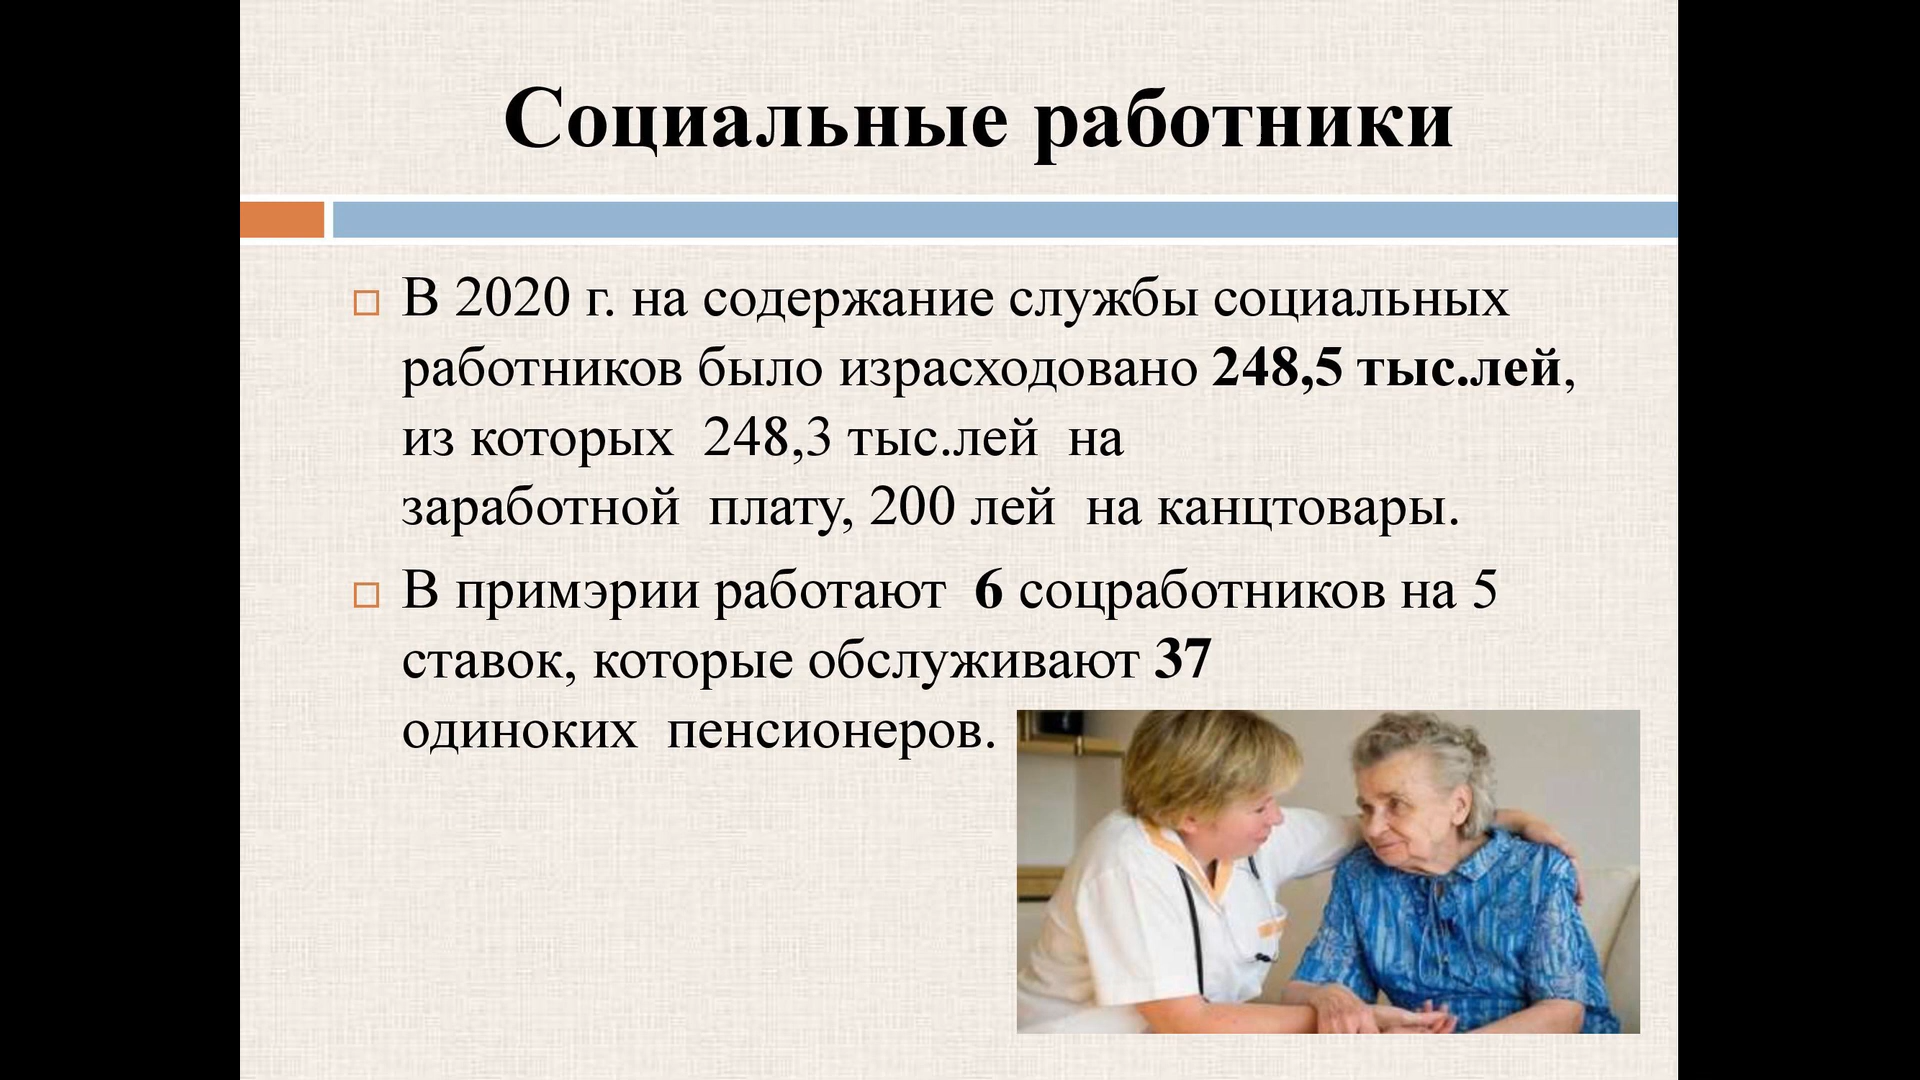 Социальные работники
В 2020 г. на содержание службы социальных
работников было израсходовано 248,5 тыс.лей,
из которых  248,3 тыс.лей  на
заработной  плату, 200 лей  на канцтовары.
В примэрии работают  6 соцработников на 5
ставок, которые обслуживают 37
одиноких  пенсионеров.